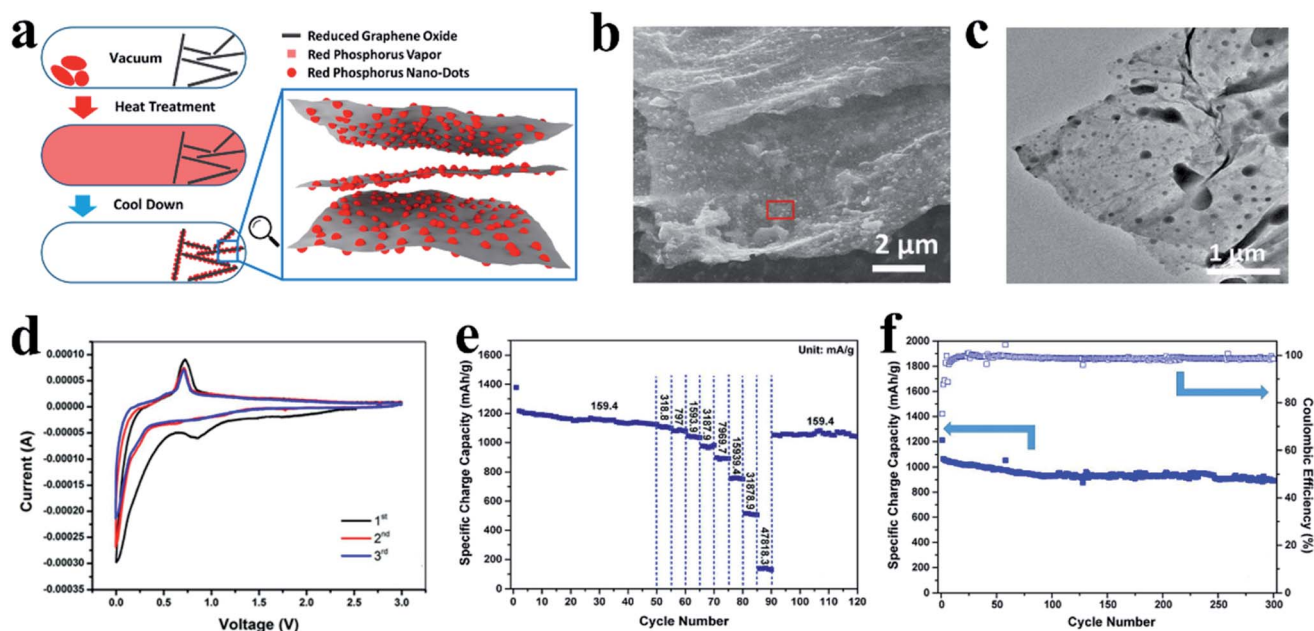 a
Vacuum
Heat Treatment
Cool Down
Reduced Graphene Oxide
Red Phosphorus Vapor
Red Phosphorus Nano-Dots
b
2 μm
c
1 μm
d
0.00010
0.00005
0.00000
-0.00005
-0.00010
-0.00015
-0.00020
-0.00025
-0.00030
-0.00035
Current (A)
1st
2nd
3rd
0.0 0.5 1.0 1.5 2.0 2.5 3.0
Voltage (V)
e
Unit: mA/g
1600
1400
1200
1000
800
600
400
200
0
Specific Charge Capacity (mAh/g)
159.4
318.8
797
1593.9
3187.9
7969.7
15939.4
31878.9
47818.3
159.4
0 10 20 30 40 50 60 70 80 90 100 110 120
Cycle Number
f
2000
1800
1600
1400
1200
1000
800
600
400
200
0
Specific Charge Capacity (mAh/g)
100
80
60
40
20
0
Coulombic Efficiency (%)
0 50 100 150 200 250 300
Cycle Number